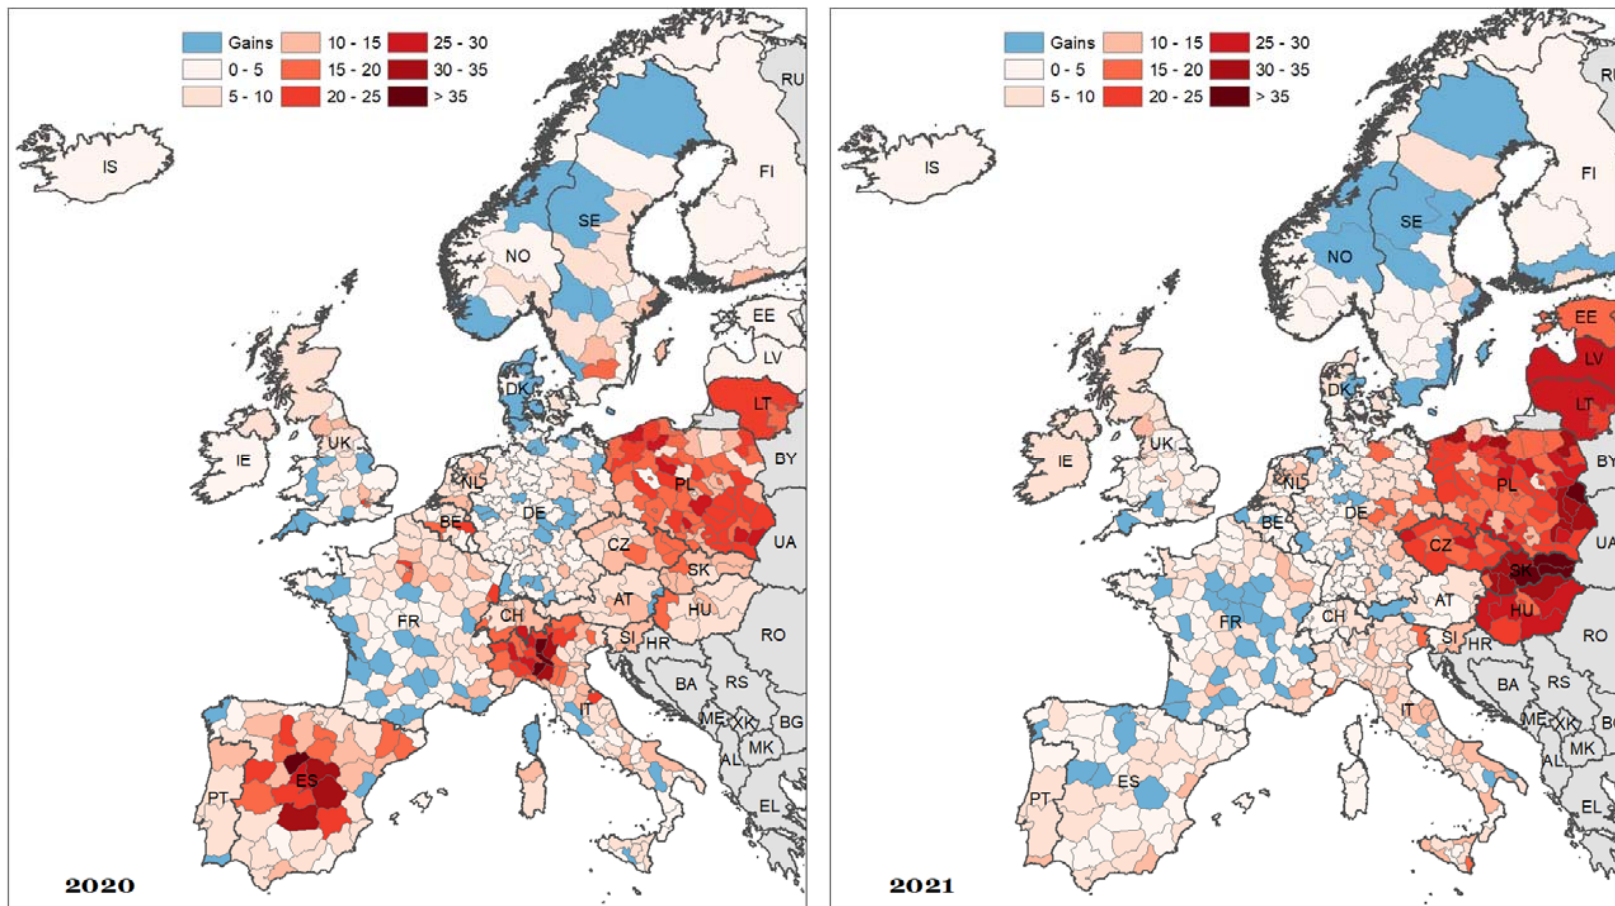 Gains 10 - 15 25 - 30
0 - 5 15 - 20 30 - 35
5 - 10 20 - 25 > 35
RU
IS
FI
SE
NO
EE
LV
DK
LT
UK
IE
BY
NL
PL
DE
BE
UA
CZ
SK
AT
HU
CH
FR
SI
HR
RO
BA
RS
IT
ME
XK
BG
MK
AL
ES
PT
EL
2020
Gains 10 - 15 25 - 30
0 - 5 15 - 20 30 - 35
5 - 10 20 - 25 > 35
RU
IS
FI
SE
NO
EE
LV
DK
LT
UK
IE
BY
NL
PL
DE
BE
UA
CZ
SK
AT
HU
CH
FR
SI
HR
RO
BA
RS
IT
ME
XK
BG
MK
AL
ES
PT
EL
2021